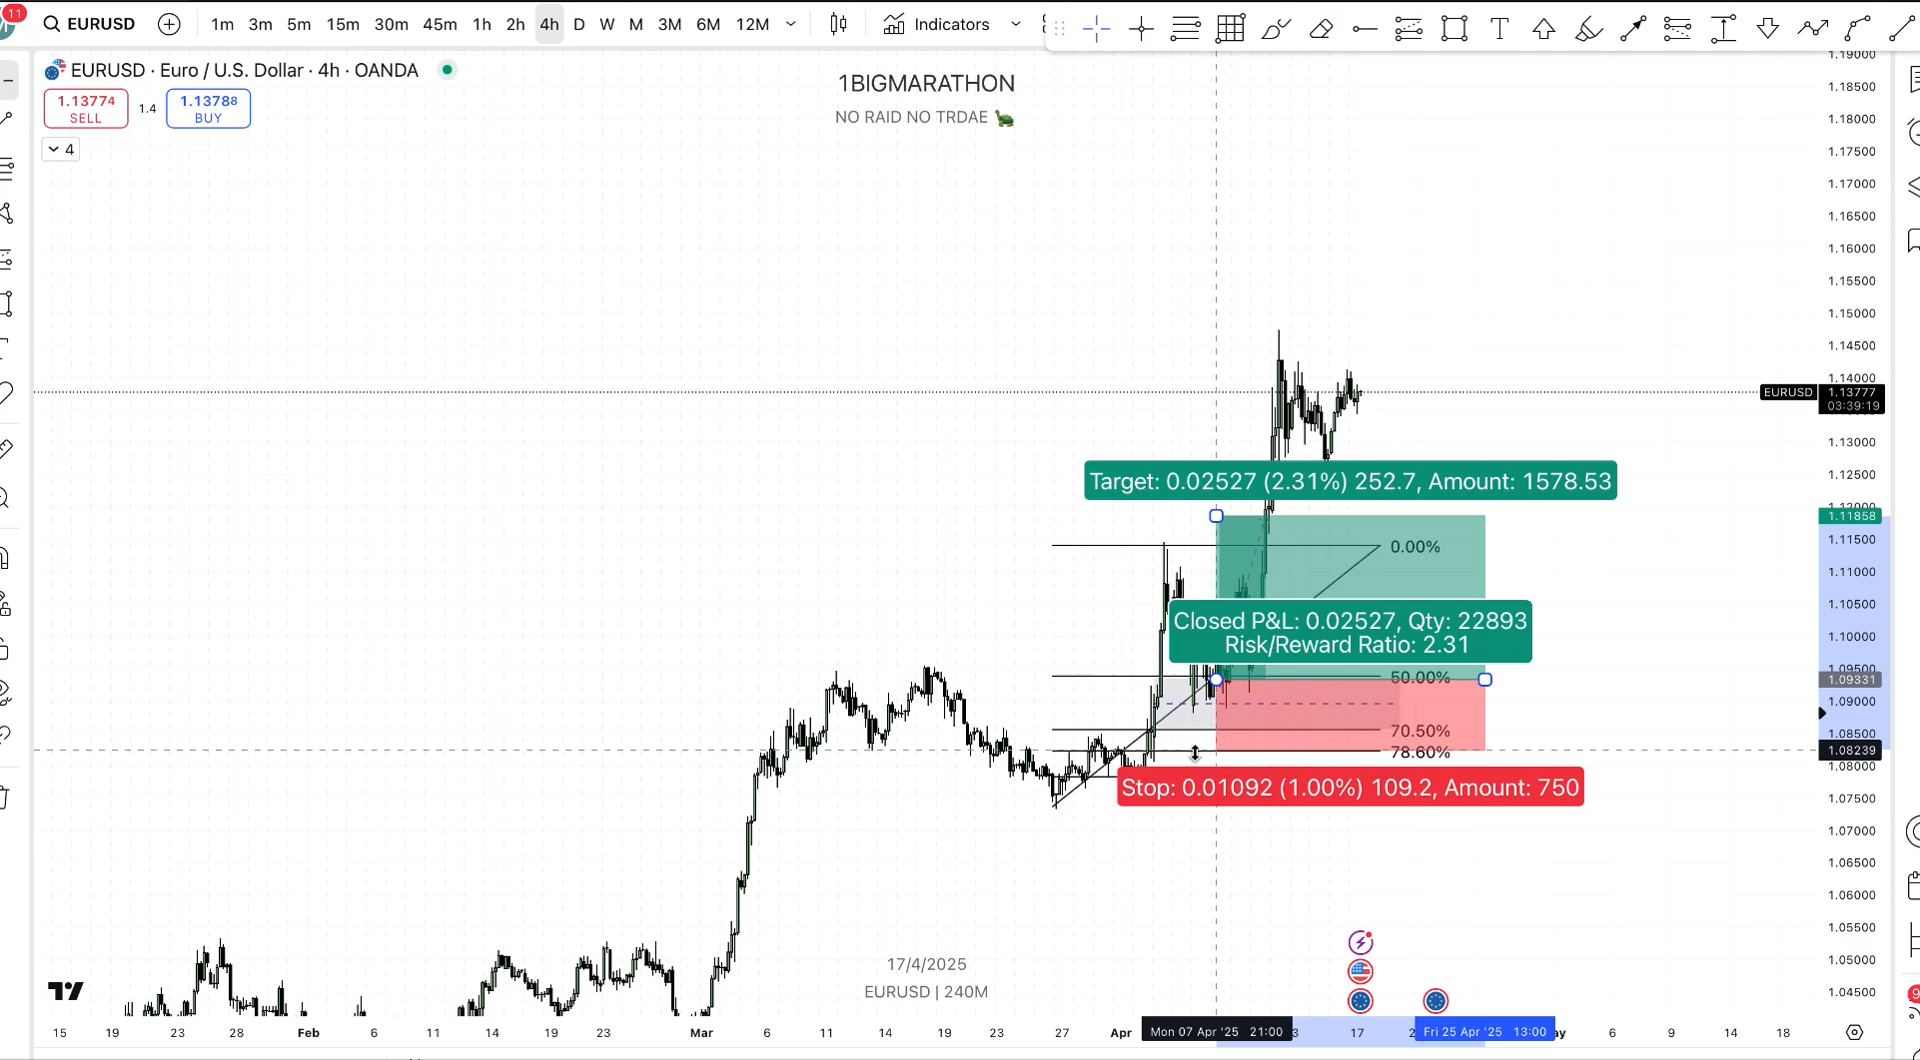 11
EURUSD
1m 3m 5m 15m 30m 45m 1h 2h 4h D W M 3M 6M 12M
Indicators
EURUSD · Euro / U.S. Dollar · 4h · OANDA
1.13774
SELL
1.4
1.13788
BUY
4
1BIGMARATHON
NO RAID NO TRDAE 🐢
1.19000
1.18500
1.18000
1.17500
1.17000
1.16500
1.16000
1.15500
1.15000
1.14500
1.14000
EURUSD 1.13777
03:39:19
1.13000
1.12500
Target: 0.02527 (2.31%) 252.7, Amount: 1578.53
1.11858
1.11500
0.00%
1.11000
1.10500
Closed P&L: 0.02527, Qty: 22893
Risk/Reward Ratio: 2.31
1.10000
1.09500
50.00%
1.09331
1.09000
70.50%
1.08500
78.60%
1.08239
1.08000
Stop: 0.01092 (1.00%) 109.2, Amount: 750
1.07500
1.07000
1.06500
1.06000
1.05500
1.05000
1.04500
17/4/2025
EURUSD | 240M
15 19 23 28 Feb 6 11 14 19 23 Mar 6 11 14 19 23 27 Apr Mon 07 Apr '25 21:00 17 Fri 25 Apr '25 13:00 6 9 14 18